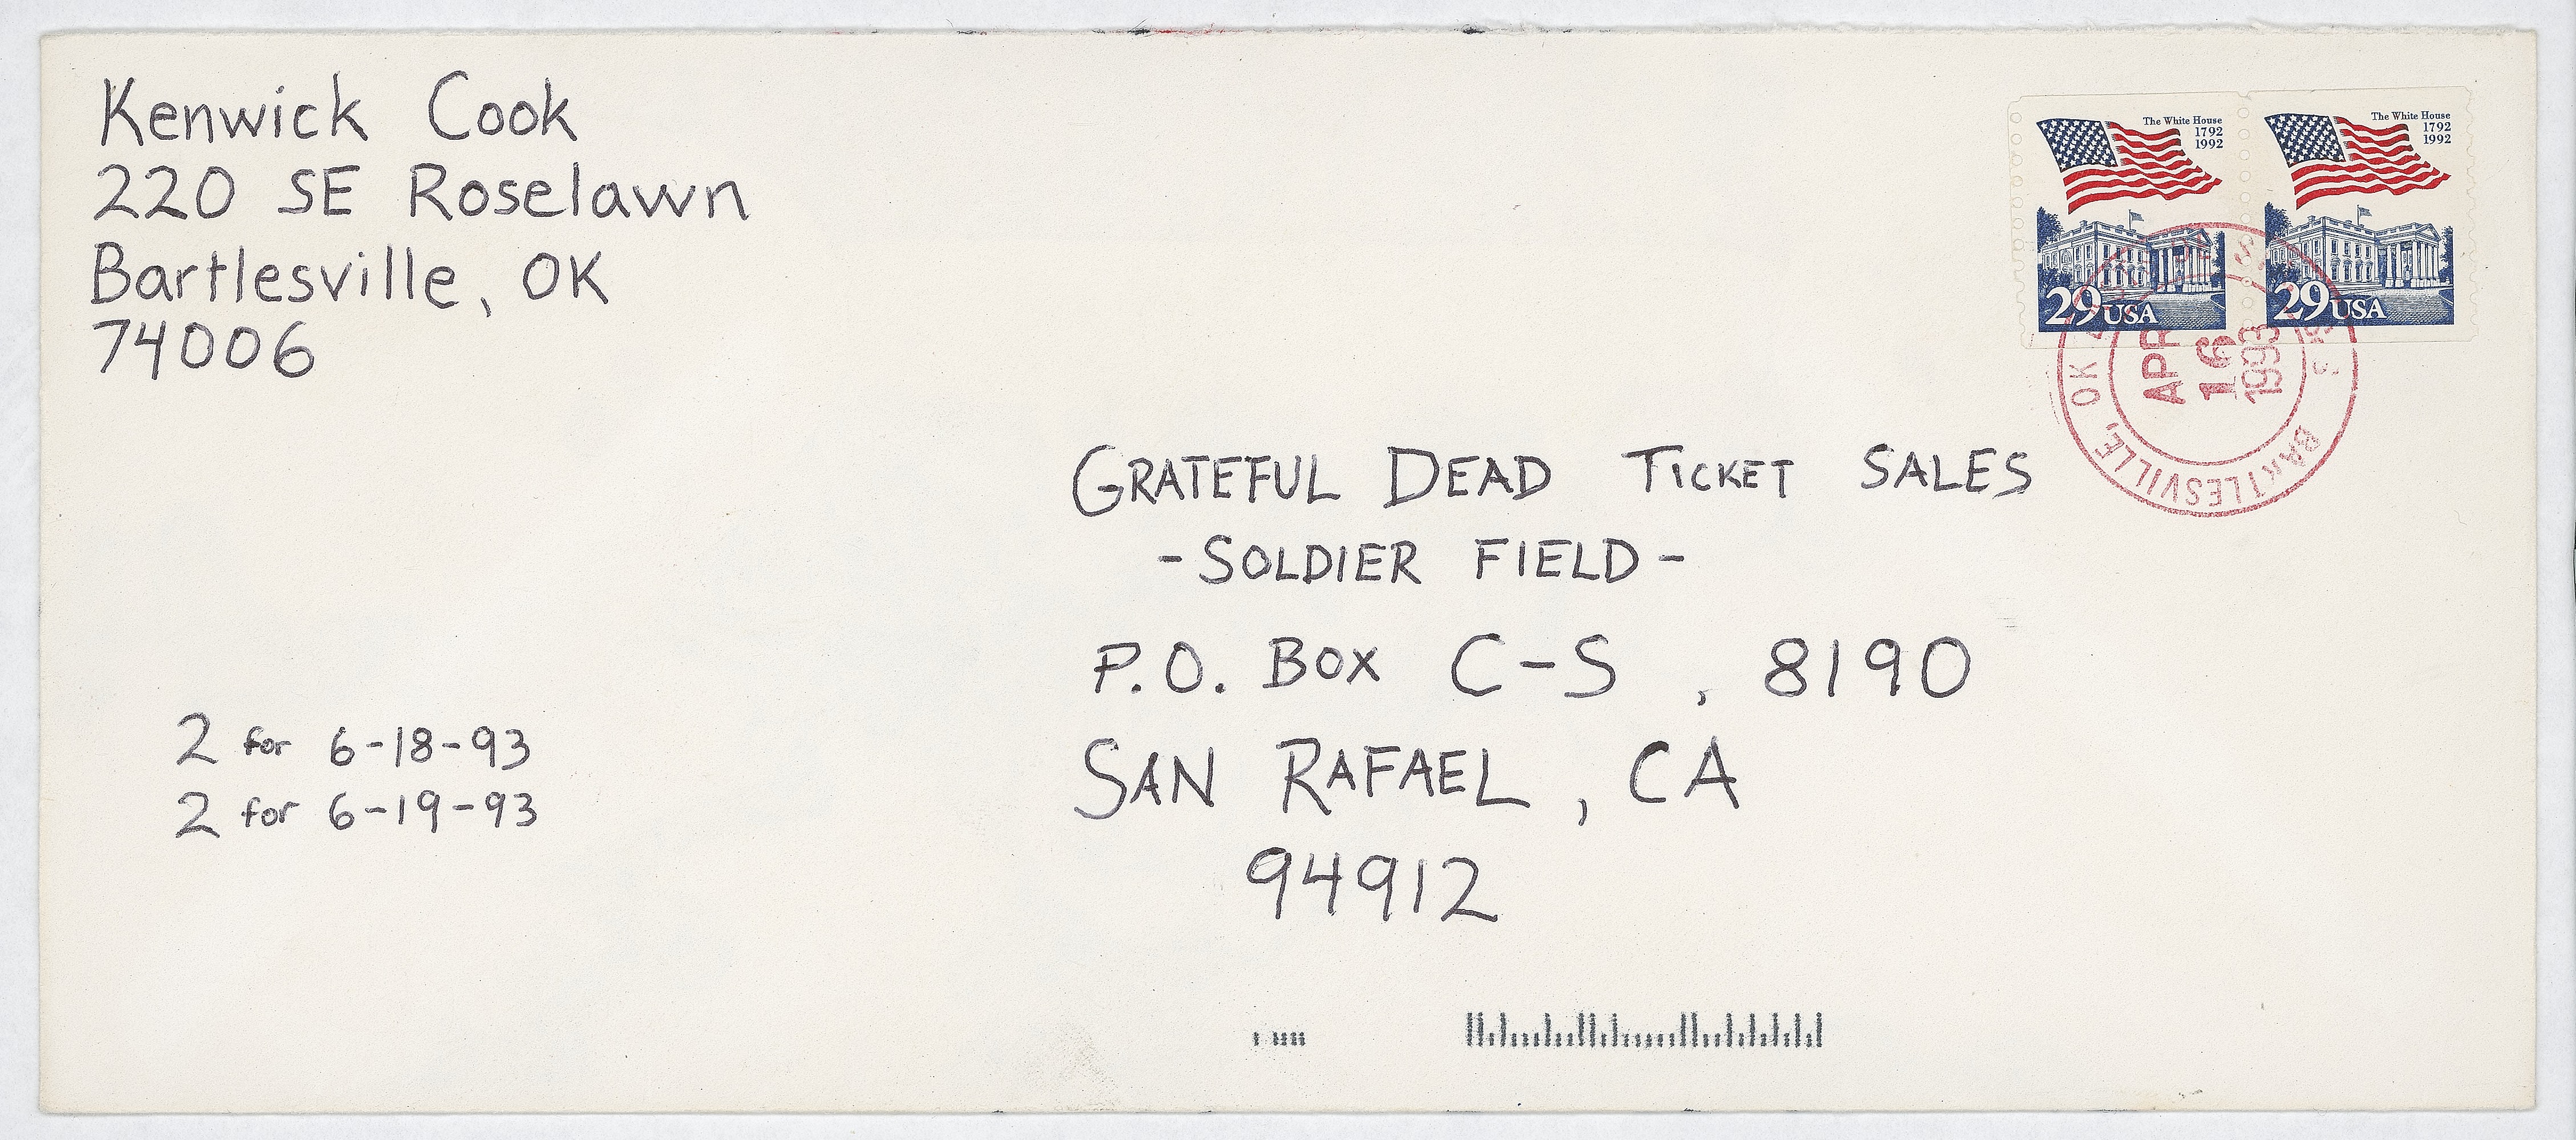 Kenwick Cook
220 SE Roselawn
Bartlesville, OK
74006
The White House
1792
1992
29 USA
The White House
1792
1992
29 USA
BARTLESVILLE, OK
APR
16
1993
GRATEFUL DEAD TICKET SALES
-SOLDIER FIELD-
P.O. BOX C-S , 8190
SAN RAFAEL, CA
94912
2 for 6-18-93
2 for 6-19-93